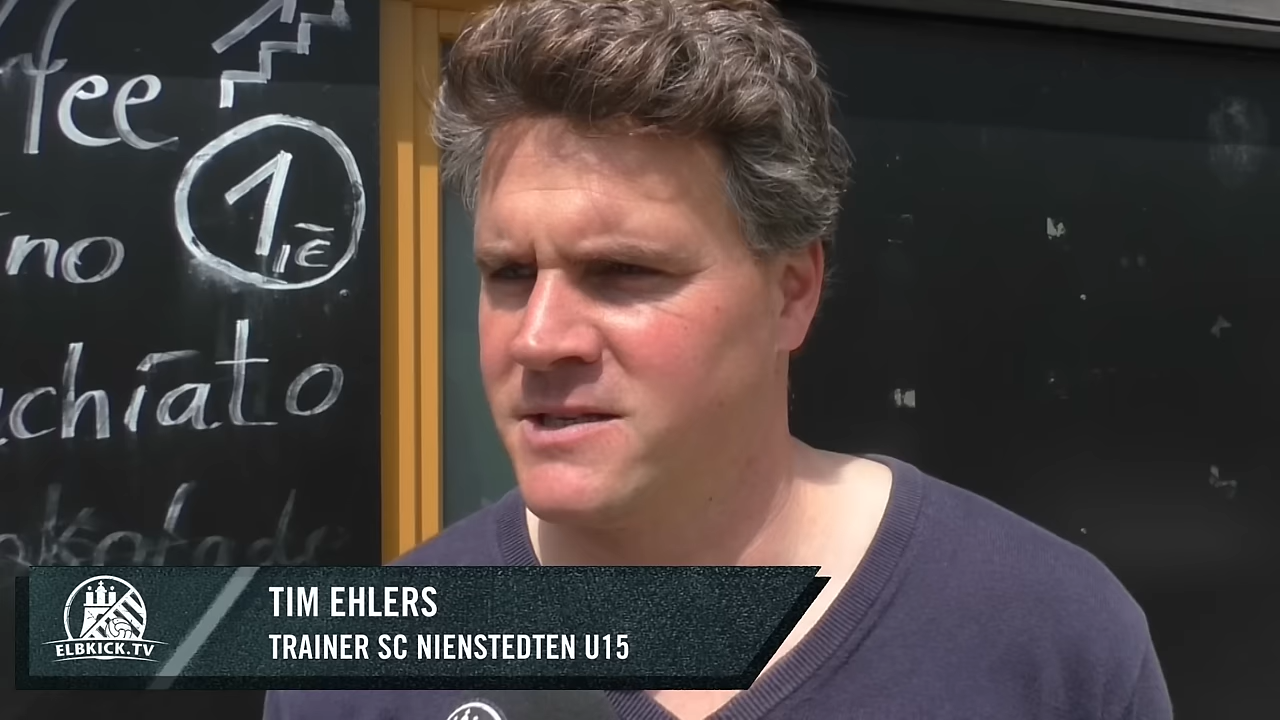 fee
1
no
chiato
TIM EHLERS
TRAINER SC NIENSTEDTEN U15
ELBKICK.TV